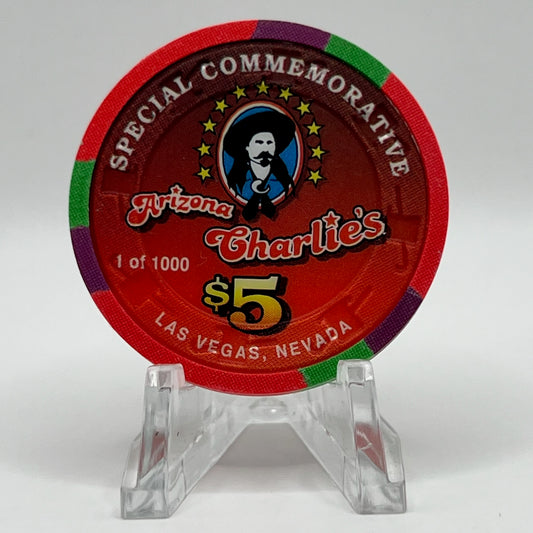 SPECIAL COMMEMORATIVE
Arizona
Charlie's
1 of 1000
$5
LAS VEGAS, NEVADA